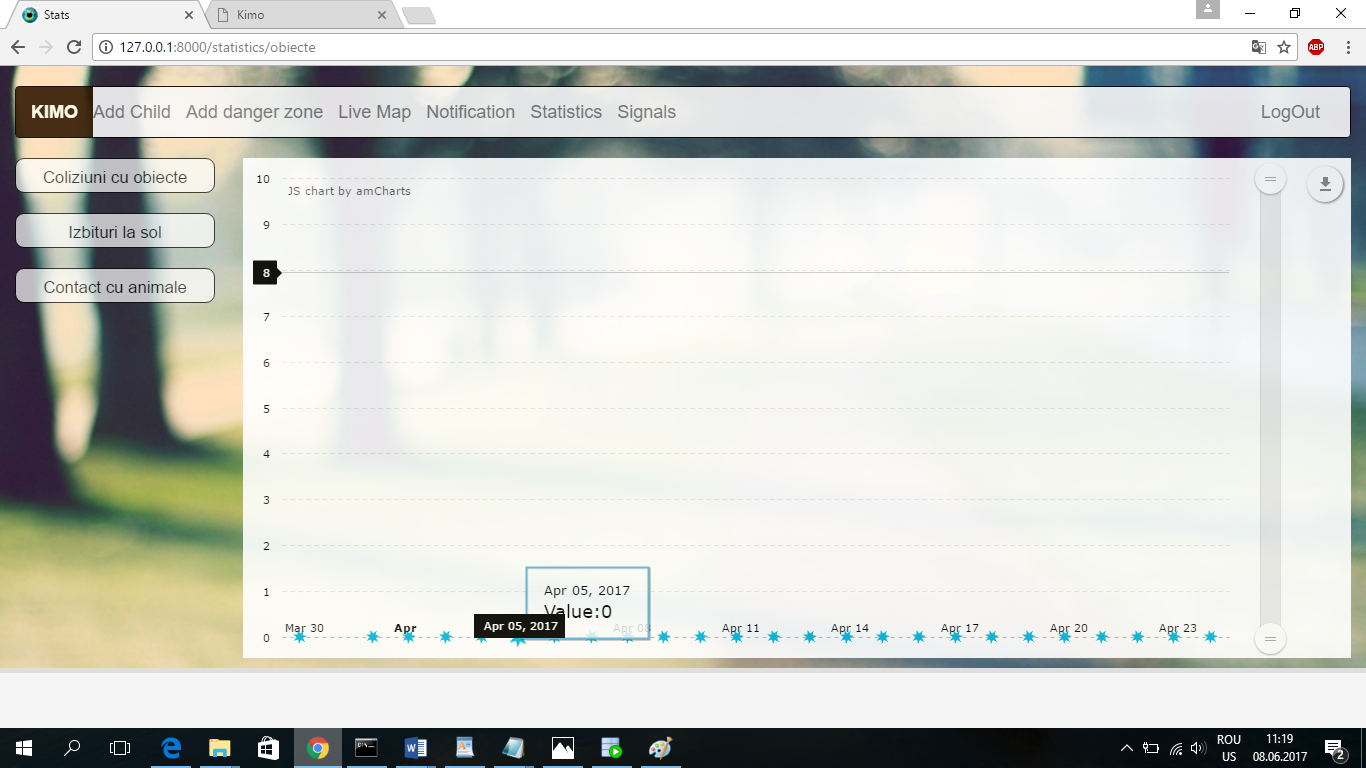 Stats
Kimo
127.0.0.1:8000/statistics/obiecte
ABP
KIMO Add Child Add danger zone Live Map Notification Statistics Signals LogOut
Coliziuni cu obiecte
Izbituri la sol
Contact cu animale
JS chart by amCharts
10
9
8
7
6
5
4
3
2
1
0
Apr 05, 2017
Value:0
Apr 05, 2017
Mar 30 Apr Apr 08 Apr 11 Apr 14 Apr 17 Apr 20 Apr 23
ROU
US
11:19
08.06.2017
2